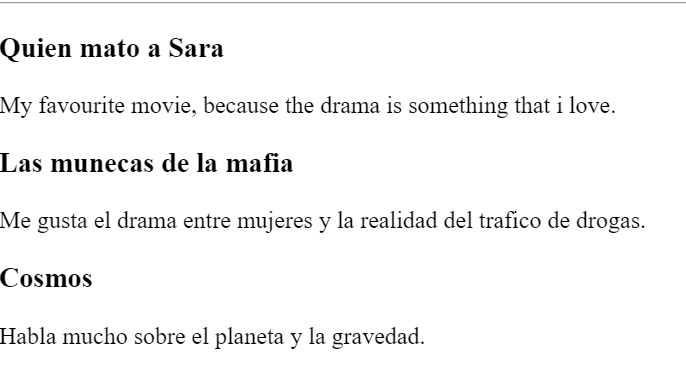 Quien mato a Sara
My favourite movie, because the drama is something that i love.
Las munecas de la mafia
Me gusta el drama entre mujeres y la realidad del trafico de drogas.
Cosmos
Habla mucho sobre el planeta y la gravedad.